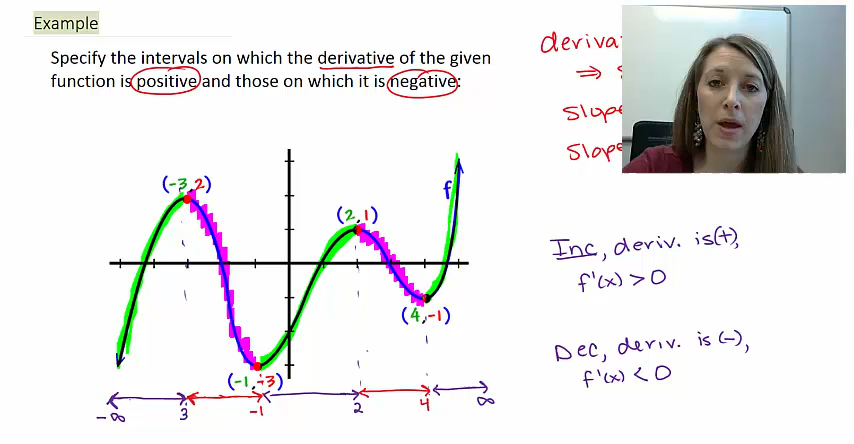 Example
Specify the intervals on which the derivative of the given
function is positive and those on which it is negative:
⇒
slope
slope
(-3, 2)
(2, 1)
f
(4, -1)
(-1, -3)
-∞ 3 -1 2 4 ∞
Inc, deriv. is (+),
f'(x) > 0
Dec, deriv. is (-),
f'(x) < 0